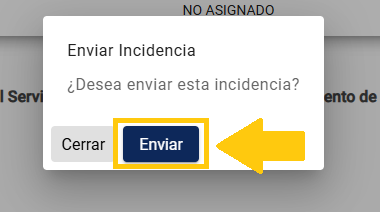 NO ASIGNADO
Enviar Incidencia
¿Desea enviar esta incidencia?
l Servi
ento de
Cerrar
Enviar